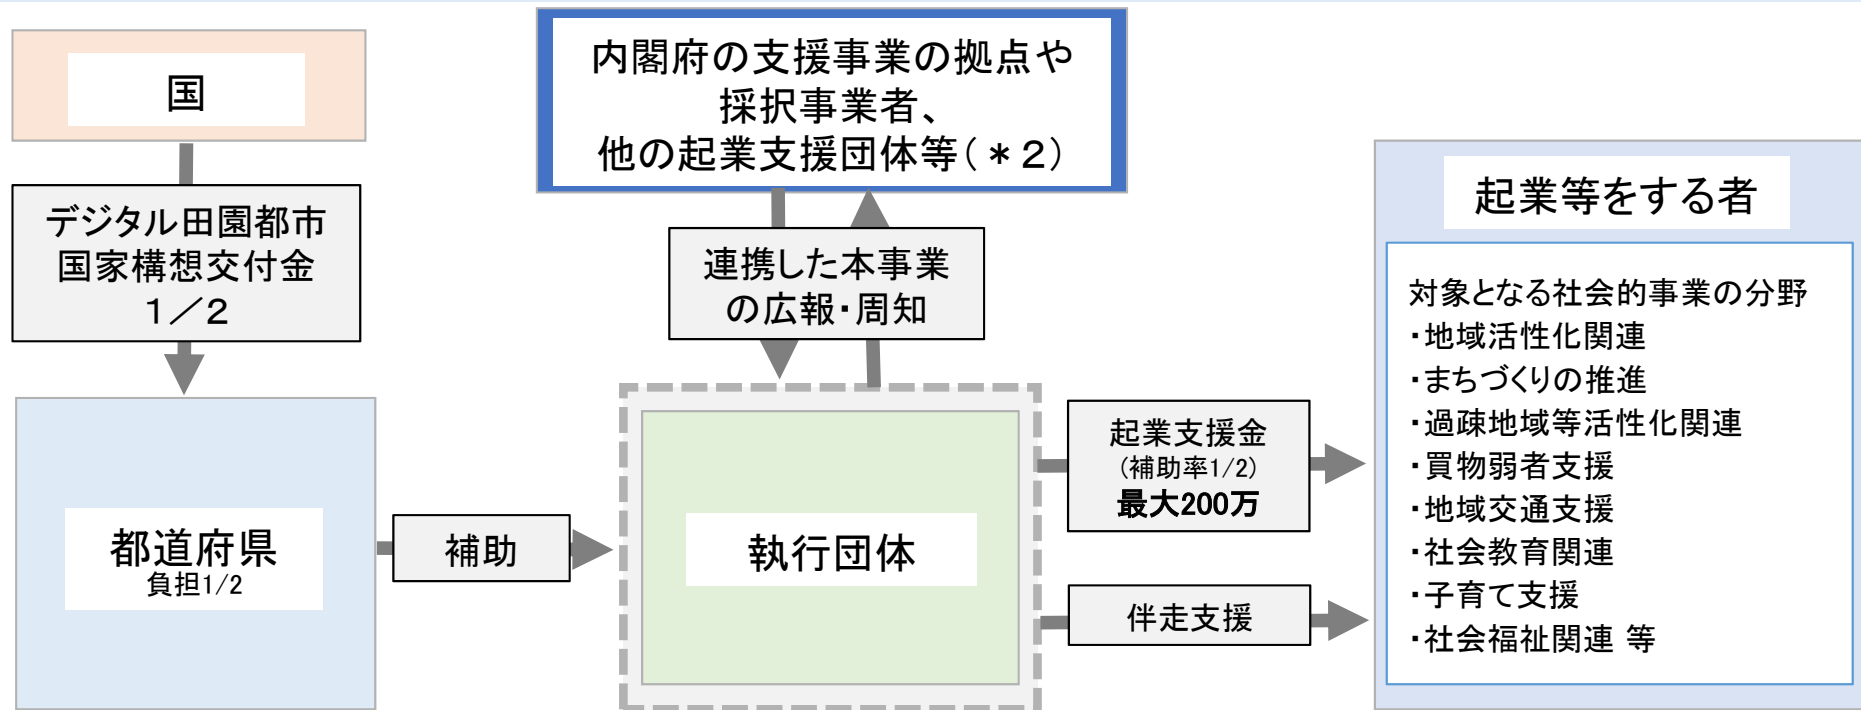 国
デジタル田園都市
国家構想交付金
1／2
都道府県
負担1/2
補助
内閣府の支援事業の拠点や
採択事業者、
他の起業支援団体等(＊2)
連携した本事業
の広報・周知
執行団体
起業支援金
(補助率1/2)
最大200万
伴走支援
起業等をする者
対象となる社会的事業の分野
・地域活性化関連
・まちづくりの推進
・過疎地域等活性化関連
・買物弱者支援
・地域交通支援
・社会教育関連
・子育て支援
・社会福祉関連 等